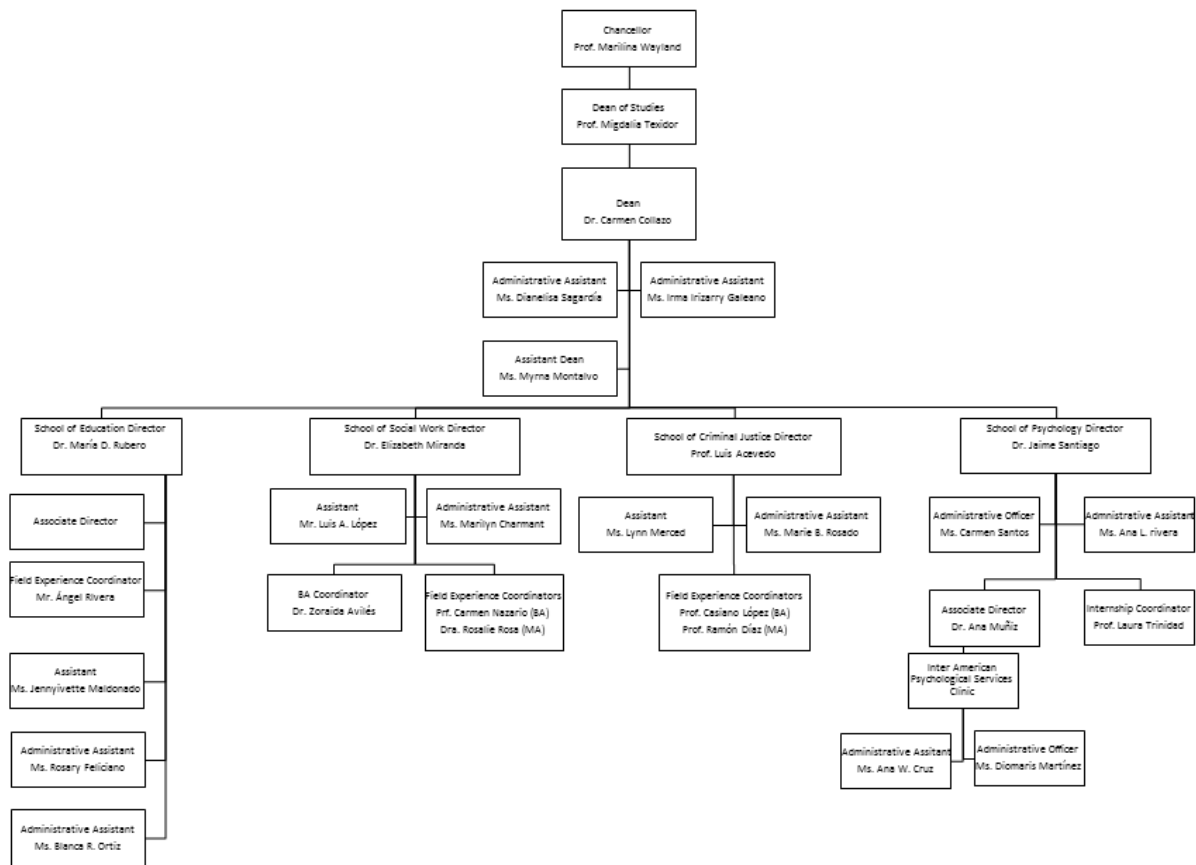 Chancellor
Prof. Marilina Wayland
Dean of Studies
Prof. Migdalia Texidor
Dean
Dr. Carmen Collazo
Administrative Assistant
Ms. Dianelisa Sagardía
Administrative Assistant
Ms. Irma Irizarry Galeano
Assistant Dean
Ms. Myrna Montalvo
School of Education Director
Dr. María D. Rubero
School of Social Work Director
Dr. Elizabeth Miranda
School of Criminal Justice Director
Prof. Luis Acevedo
School of Psychology Director
Dr. Jaime Santiago
Associate Director
Field Experience Coordinator
Mr. Ángel Rivera
Assistant
Ms. Jennyivette Maldonado
Administrative Assistant
Ms. Rosary Feliciano
Administrative Assistant
Ms. Blanca R. Ortiz
Assistant
Mr. Luis A. López
Administrative Assistant
Ms. Marilyn Charmant
BA Coordinator
Dr. Zoraida Avilés
Field Experience Coordinators
Prf. Carmen Nazario (BA)
Dra. Rosalie Rosa (MA)
Assistant
Ms. Lynn Merced
Administrative Assistant
Ms. Marie B. Rosado
Field Experience Coordinators
Prof. Casiano López (BA)
Prof. Ramón Díaz (MA)
Administrative Officer
Ms. Carmen Santos
Administrative Assistant
Ms. Ana L. rivera
Associate Director
Dr. Ana Muñiz
Internship Coordinator
Prof. Laura Trinidad
Inter American
Psychological Services
Clinic
Administrative Assitant
Ms. Ana W. Cruz
Administrative Officer
Ms. Diomaris Martínez